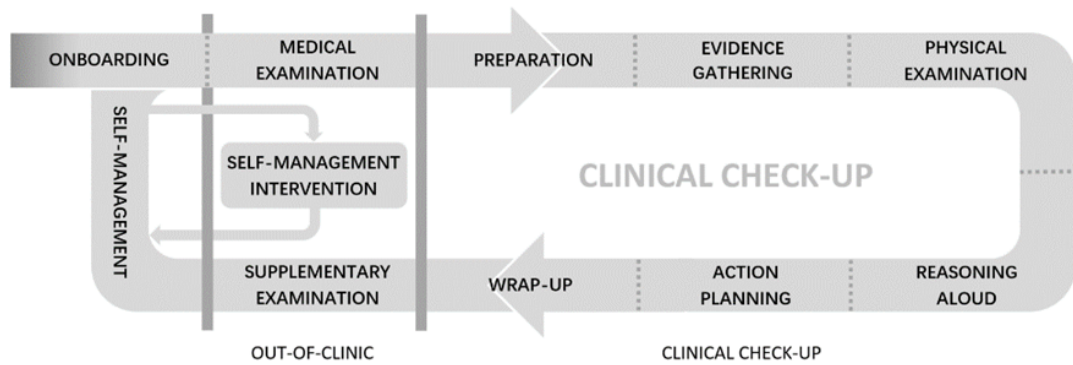 ONBOARDING
MEDICAL
EXAMINATION
PREPARATION
EVIDENCE
GATHERING
PHYSICAL
EXAMINATION
SELF-MANAGEMENT
SELF-MANAGEMENT
INTERVENTION
CLINICAL CHECK-UP
SUPPLEMENTARY
EXAMINATION
WRAP-UP
ACTION
PLANNING
REASONING
ALOUD
OUT-OF-CLINIC
CLINICAL CHECK-UP